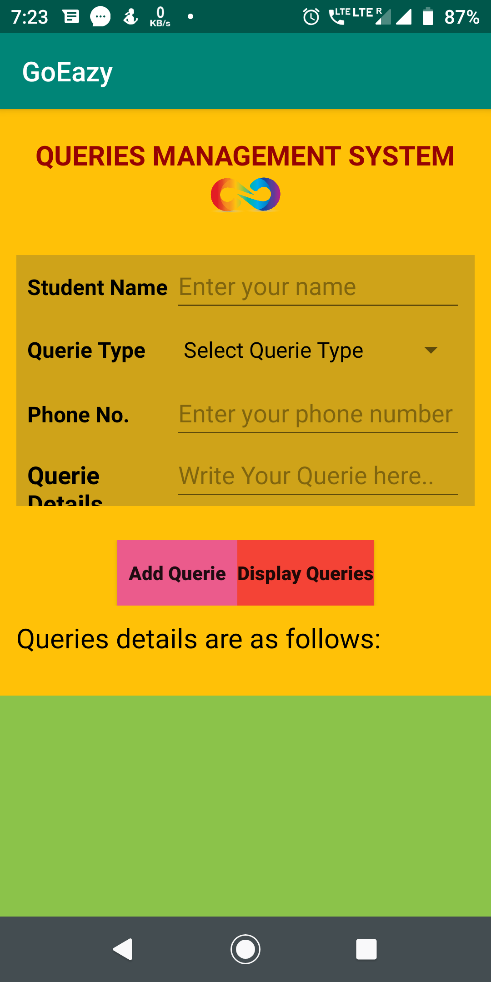 7:23 0 KB/s LTE LTE R 87%
GoEazy
QUERIES MANAGEMENT SYSTEM
Student Name Enter your name
Querie Type Select Querie Type
Phone No. Enter your phone number
Querie Write Your Querie here..
Details
Add Querie Display Queries
Queries details are as follows: